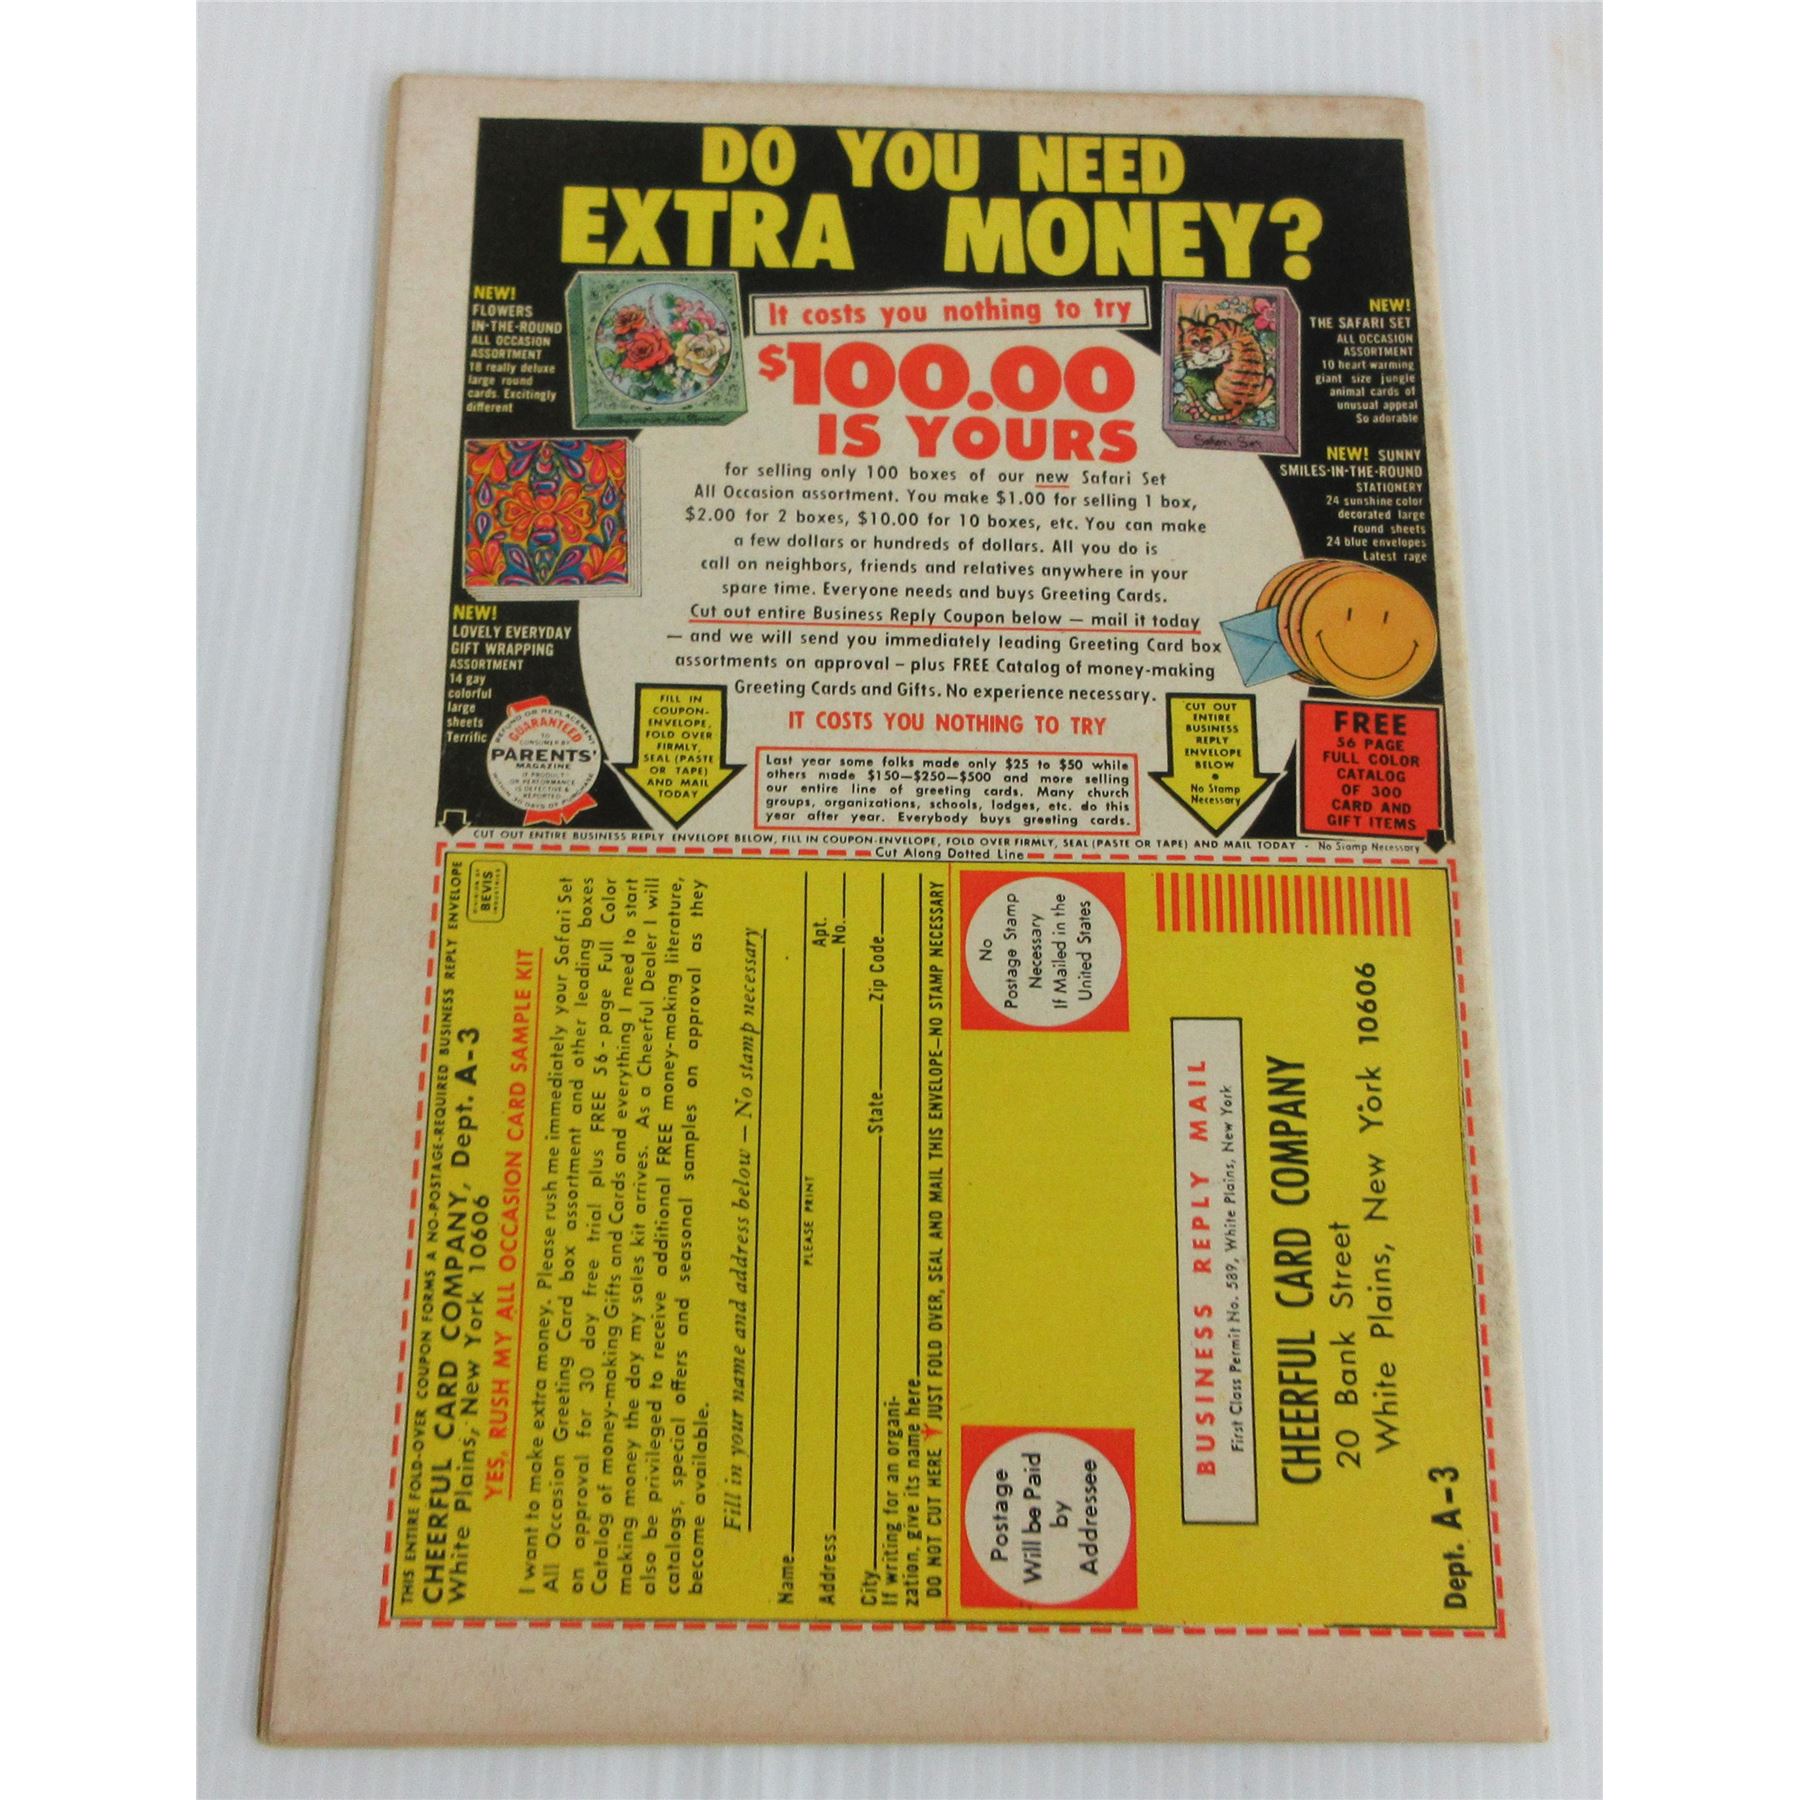 DO YOU NEED
EXTRA MONEY?
NEW!
FLOWERS
IN-THE-ROUND
ALL OCCASION
ASSORTMENT
18 really deluxe
large round
cards. Excitingly
different
It costs you nothing to try
$100.00
IS YOURS
NEW!
THE SAFARI SET
ALL OCCASION
ASSORTMENT
10 heart-warming
giant size jungle
animal cards of
unusual appeal
So adorable
Safari Set
for selling only 100 boxes of our new Safari Set
All Occasion assortment. You make $1.00 for selling 1 box,
$2.00 for 2 boxes, $10.00 for 10 boxes, etc. You can make
a few dollars or hundreds of dollars. All you do is
call on neighbors, friends and relatives anywhere in your
spare time. Everyone needs and buys Greeting Cards.
Cut out entire Business Reply Coupon below — mail it today
— and we will send you immediately leading Greeting Card box
assortments on approval – plus FREE Catalog of money-making
Greeting Cards and Gifts. No experience necessary.
IT COSTS YOU NOTHING TO TRY
NEW! SUNNY
SMILES-IN-THE-ROUND
STATIONERY
24 sunshine color
decorated large
round sheets
24 blue envelopes
Latest rage
NEW!
LOVELY EVERYDAY
GIFT WRAPPING
ASSORTMENT
14 gay
colorful
large
sheets
Terrific
REFUND OR REPLACEMENT
GUARANTEED
TO
CONSUMER BY
PARENTS'
MAGAZINE
IF PRODUCT
OR PERFORMANCE
IS DEFECTIVE &
REPORTED
WITHIN 30 DAYS OF PURCHASE
FILL IN
COUPON-
ENVELOPE,
FOLD OVER
FIRMLY,
SEAL (PASTE
OR TAPE)
AND MAIL
TODAY
Last year some folks made only $25 to $50 while
others made $150—$250—$500 and more selling
our entire line of greeting cards. Many church
groups, organizations, schools, lodges, etc. do this
year after year. Everybody buys greeting cards.
CUT OUT
ENTIRE
BUSINESS
REPLY
ENVELOPE
BELOW
•
No Stamp
Necessary
FREE
56 PAGE
FULL COLOR
CATALOG
OF 300
CARD AND
GIFT ITEMS
CUT OUT ENTIRE BUSINESS REPLY ENVELOPE BELOW, FILL IN COUPON-ENVELOPE, FOLD OVER FIRMLY, SEAL (PASTE OR TAPE) AND MAIL TODAY - No Stamp Necessary
Cut Along Dotted Line
THIS ENTIRE FOLD-OVER COUPON FORMS A NO-POSTAGE-REQUIRED BUSINESS REPLY ENVELOPE
CHEERFUL CARD COMPANY, Dept. A-3
White Plains, New York 10606
DIVISION OF
BEVIS
INDUSTRIES
YES, RUSH MY ALL OCCASION CARD SAMPLE KIT
I want to make extra money. Please rush me immediately your Safari Set
All Occasion Greeting Card box assortment and other leading boxes
on approval for 30 day free trial plus FREE 56-page Full Color
Catalog of money-making Gifts and Cards and everything I need to start
making money the day my sales kit arrives. As a Cheerful Dealer I will
also be privileged to receive additional FREE money-making literature,
catalogs, special offers and seasonal samples on approval as they
become available.
Fill in your name and address below — No stamp necessary
Name
PLEASE PRINT
Address
Apt.
No.
City
State
Zip Code
If writing for an organi-
zation, give its name here
DO NOT CUT HERE JUST FOLD OVER, SEAL AND MAIL THIS ENVELOPE—NO STAMP NECESSARY
Postage
Will be Paid
by
Addressee
No
Postage Stamp
Necessary
If Mailed in the
United States
BUSINESS REPLY MAIL
First Class Permit No. 589, White Plains, New York
CHEERFUL CARD COMPANY
20 Bank Street
White Plains, New York 10606
Dept. A-3